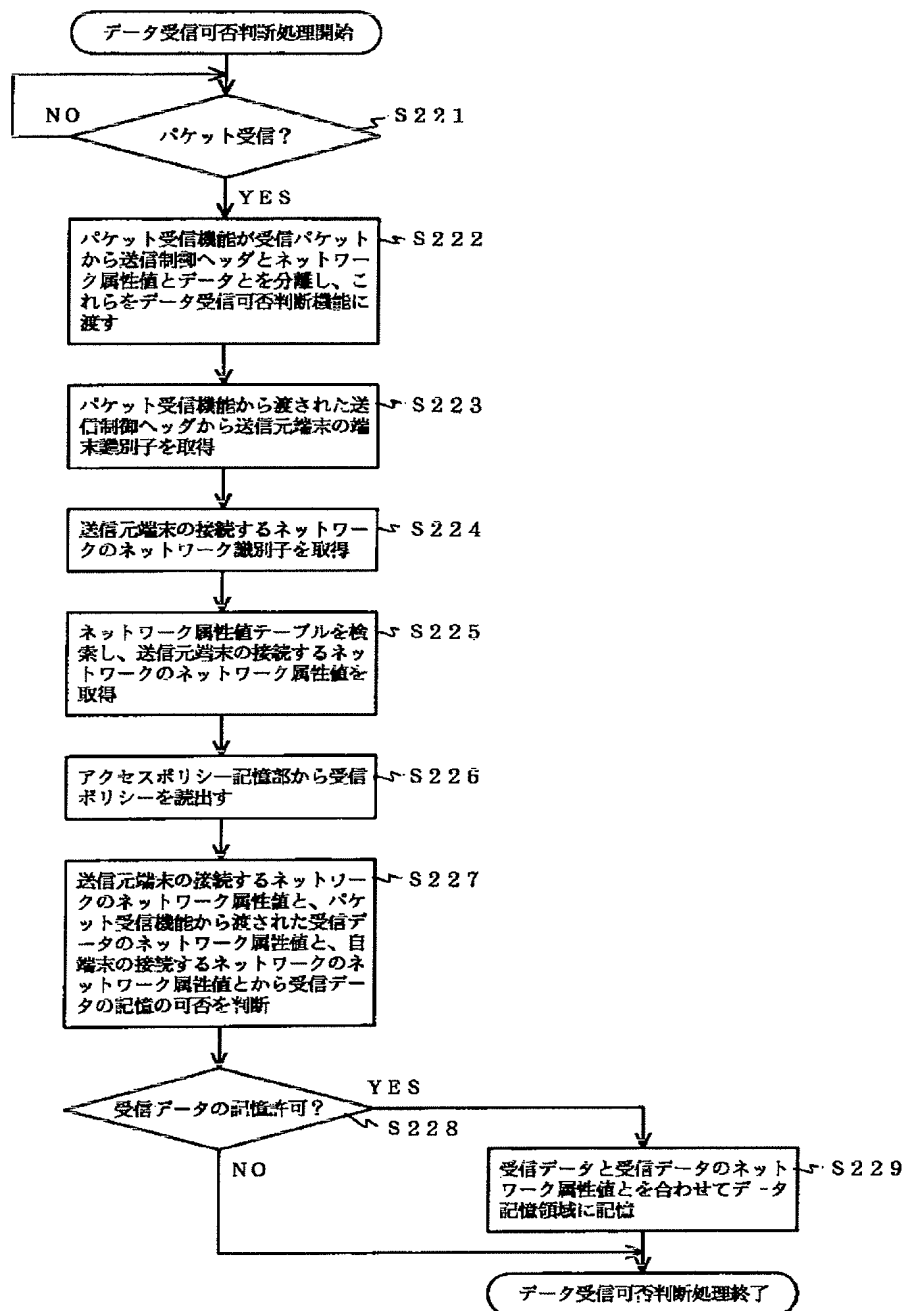 データ受信可否判断処理開始
NO
パケット受信?
S221
YES
パケット受信機能が受信パケット
から送信制御ヘッダとネットワー
ク属性値とデータとを分離し、こ
れらをデータ受信可否判断機能に
渡す
S222
パケット受信機能から渡された送
信制御ヘッダから送信元端末の端
末識別子を取得
S223
送信元端末の接続するネットワー
クのネットワーク識別子を取得
S224
ネットワーク属性値テーブルを検
索し、送信元端末の接続するネッ
トワークのネットワーク属性値を
取得
S225
アクセスポリシー記憶部から受信
ポリシーを読出す
S226
送信元端末の接続するネットワー
クのネットワーク属性値と、パケ
ット受信機能から渡された受信デ
ータのネットワーク属性値と、自
端末の接続するネットワークのネ
ットワーク属性値とから受信デー
タの記憶の可否を判断
S227
受信データの記憶許可?
YES
S228
NO
受信データと受信データのネット
ワーク属性値とを合わせてデータ
記憶領域に記憶
S229
データ受信可否判断処理終了